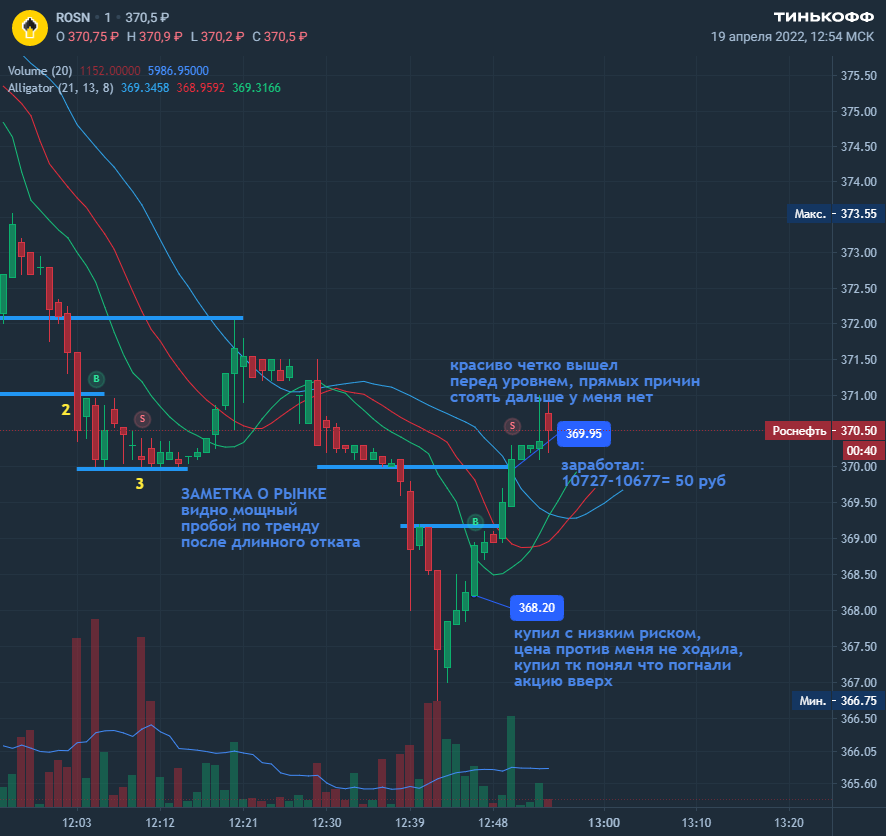 ROSN · 1 · 370,5 ₽
ТИНЬКОФФ
O 370,75 ₽ H 370,9 ₽ L 370,2 ₽ C 370,5 ₽
19 апреля 2022, 12:54 МСК
Volume (20) 1152.00000 5986.95000
Alligator (21, 13, 8) 369.3458 368.9592 369.3166
375.50
375.00
374.50
374.00
Макс. - 373.55
373.00
372.50
372.00
371.50
371.00
Роснефть - 370.50
00:40
370.00
369.50
369.00
368.50
368.00
367.50
367.00
Мин. - 366.75
366.50
366.05
365.60
B
2
S
3
красиво четко вышел
перед уровнем, прямых причин
стоять дальше у меня нет
S
369.95
заработал:
10727-10677= 50 руб
ЗАМЕТКА О РЫНКЕ
видно мощный
пробой по тренду
после длинного отката
B
368.20
купил с низким риском,
цена против меня не ходила,
купил тк понял что погнали
акцию вверх
12:03
12:12
12:21
12:30
12:39
12:48
13:00
13:10
13:20